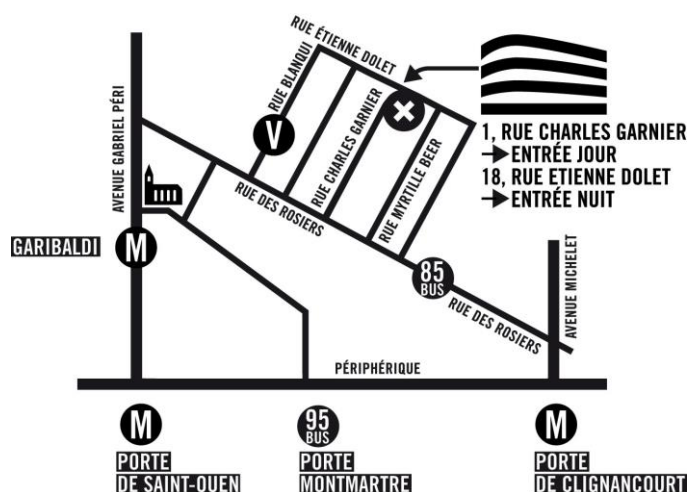 RUE ÉTIENNE DOLET
RUE BLANQUI
V
RUE CHARLES GARNIER
RUE MYRTILLE BEER
1, RUE CHARLES GARNIER
→ENTRÉE JOUR
18, RUE ETIENNE DOLET
→ENTRÉE NUIT
AVENUE GABRIEL PÉRI
RUE DES ROSIERS
GARIBALDI
M
85
BUS
RUE DES ROSIERS
AVENUE MICHELET
PÉRIPHÉRIQUE
M
PORTE
DE SAINT-OUEN
95
BUS
PORTE
MONTMARTRE
M
PORTE
DE CLIGNANCOURT